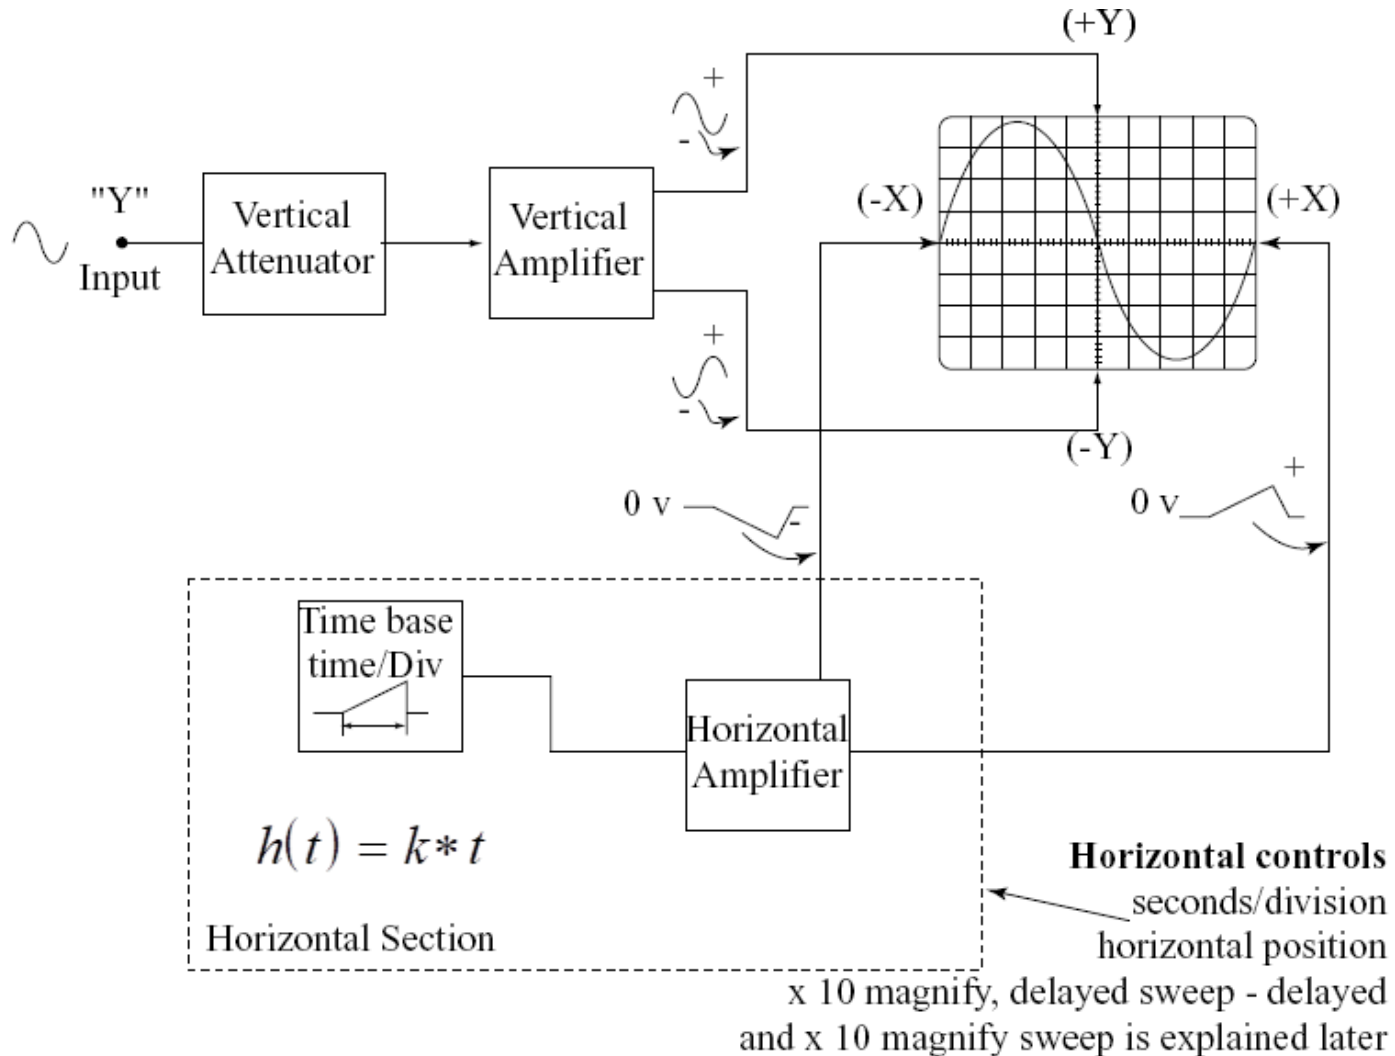 (+Y)
+
-
"Y"
Input
Vertical
Attenuator
Vertical
Amplifier
(-X)
(+X)
+
-
(-Y)
0 v
-
0 v
+
Time base
time/Div
Horizontal
Amplifier
h(t) = k* t
Horizontal Section
Horizontal controls
seconds/division
horizontal position
x 10 magnify, delayed sweep - delayed
and x 10 magnify sweep is explained later